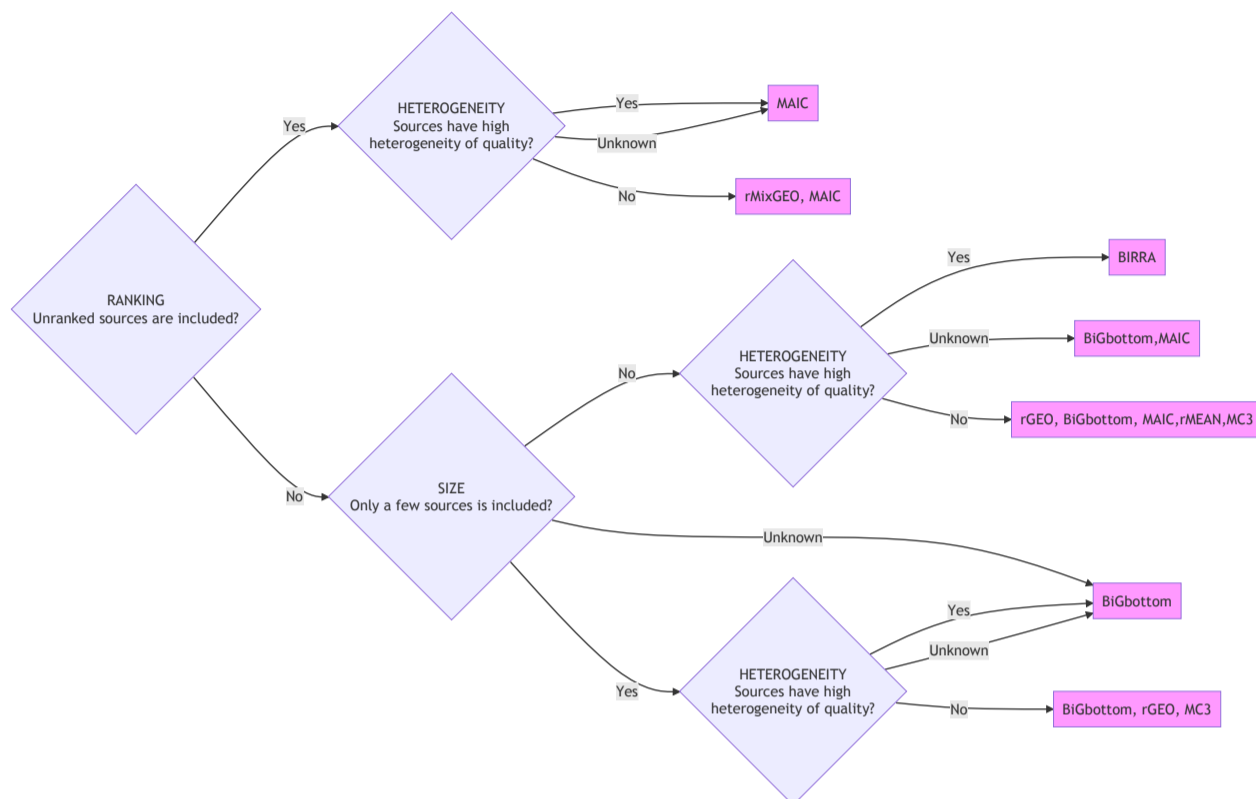 RANKING
Unranked sources are included?
Yes
No
HETEROGENEITY
Sources have high
heterogeneity of quality?
Yes
Unknown
No
MAIC
rMixGEO, MAIC
SIZE
Only a few sources is included?
No
Unknown
Yes
HETEROGENEITY
Sources have high
heterogeneity of quality?
Yes
Unknown
No
BIRRA
BiGbottom,MAIC
rGEO, BiGbottom, MAIC,rMEAN,MC3
HETEROGENEITY
Sources have high
heterogeneity of quality?
Yes
Unknown
No
BiGbottom
BiGbottom, rGEO, MC3